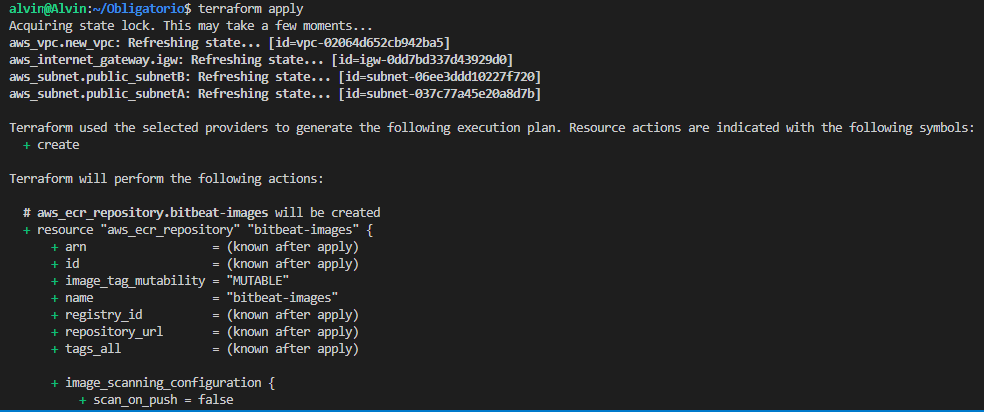 alvin@Alvin:~/Obligatorio$ terraform apply
Acquiring state lock. This may take a few moments...
aws_vpc.new_vpc: Refreshing state... [id=vpc-02064d652cb942ba5]
aws_internet_gateway.igw: Refreshing state... [id=igw-0dd7bd337d43929d0]
aws_subnet.public_subnetB: Refreshing state... [id=subnet-06ee3ddd10227f720]
aws_subnet.public_subnetA: Refreshing state... [id=subnet-037c77a45e20a8d7b]

Terraform used the selected providers to generate the following execution plan. Resource actions are indicated with the following symbols:
  + create

Terraform will perform the following actions:

  # aws_ecr_repository.bitbeat-images will be created
  + resource "aws_ecr_repository" "bitbeat-images" {
      + arn                  = (known after apply)
      + id                   = (known after apply)
      + image_tag_mutability = "MUTABLE"
      + name                 = "bitbeat-images"
      + registry_id          = (known after apply)
      + repository_url       = (known after apply)
      + tags_all             = (known after apply)

      + image_scanning_configuration {
          + scan_on_push = false